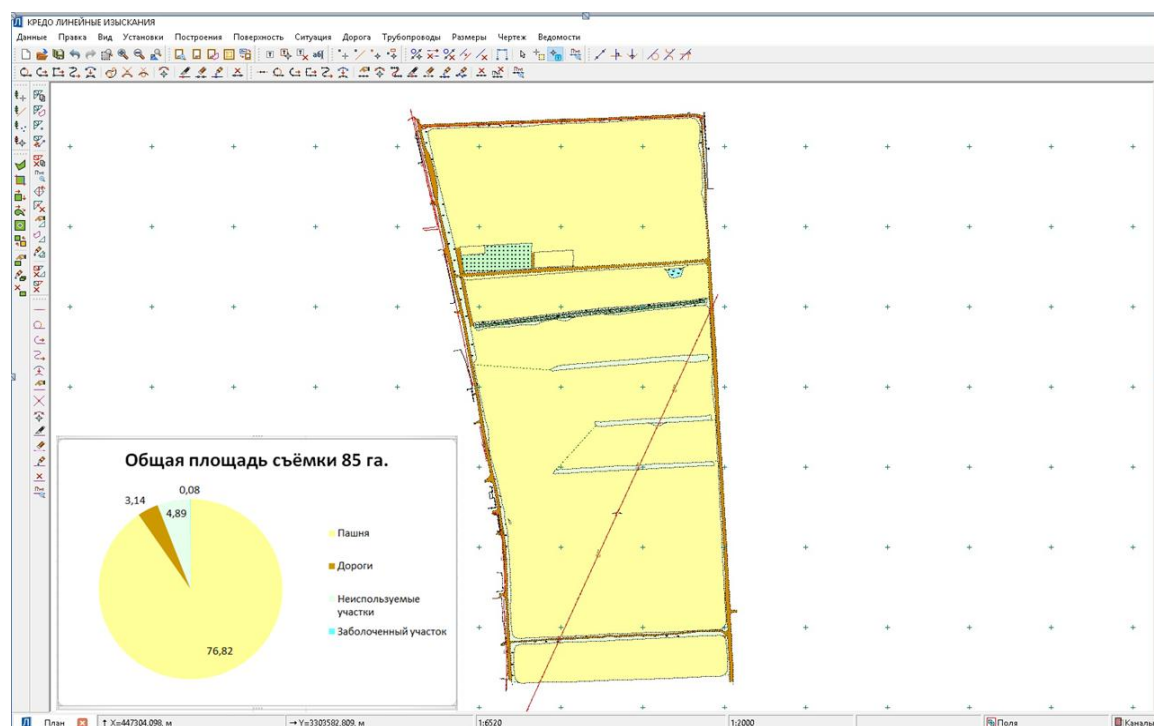 КРЕДО ЛИНЕЙНЫЕ ИЗЫСКАНИЯ
Данные Правка Вид Установки Построения Поверхность Ситуация Дорога Трубопроводы Размеры Чертеж Ведомости
Общая площадь съёмки 85 га.
0,08
3,14
4,89
76,82
Пашня
Дороги
Неиспользуемые
участки
Заболоченный участок
План X=447304.098, м Y=3303582.809, м 1:6520 1:2000 Поля Каналы